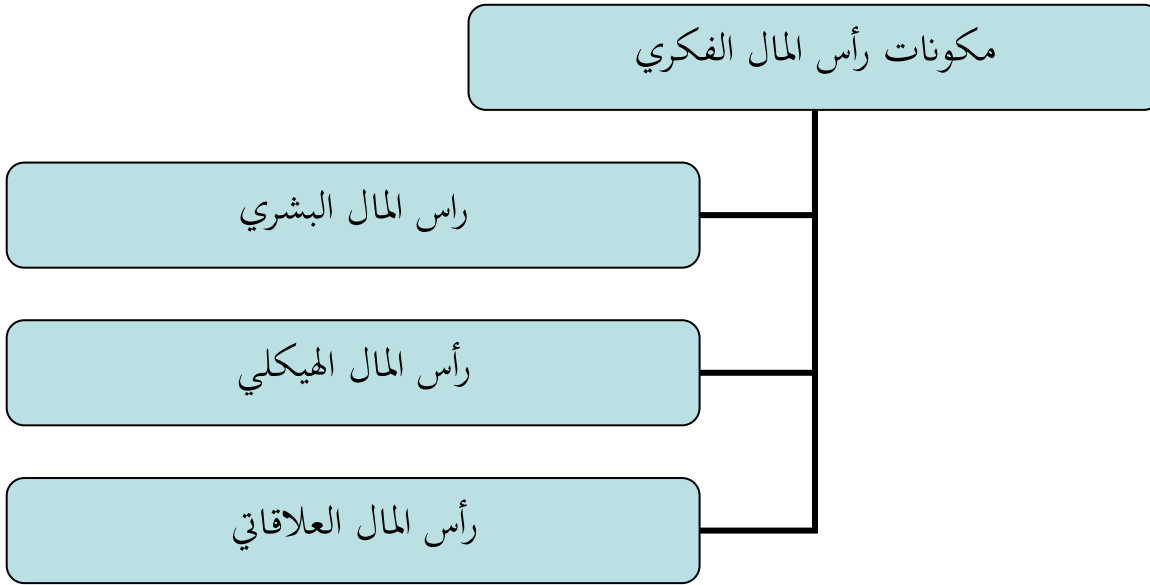 مكونات رأس المال الفكري
راس المال البشري
رأس المال الهيكلي
رأس المال العلاقاتي